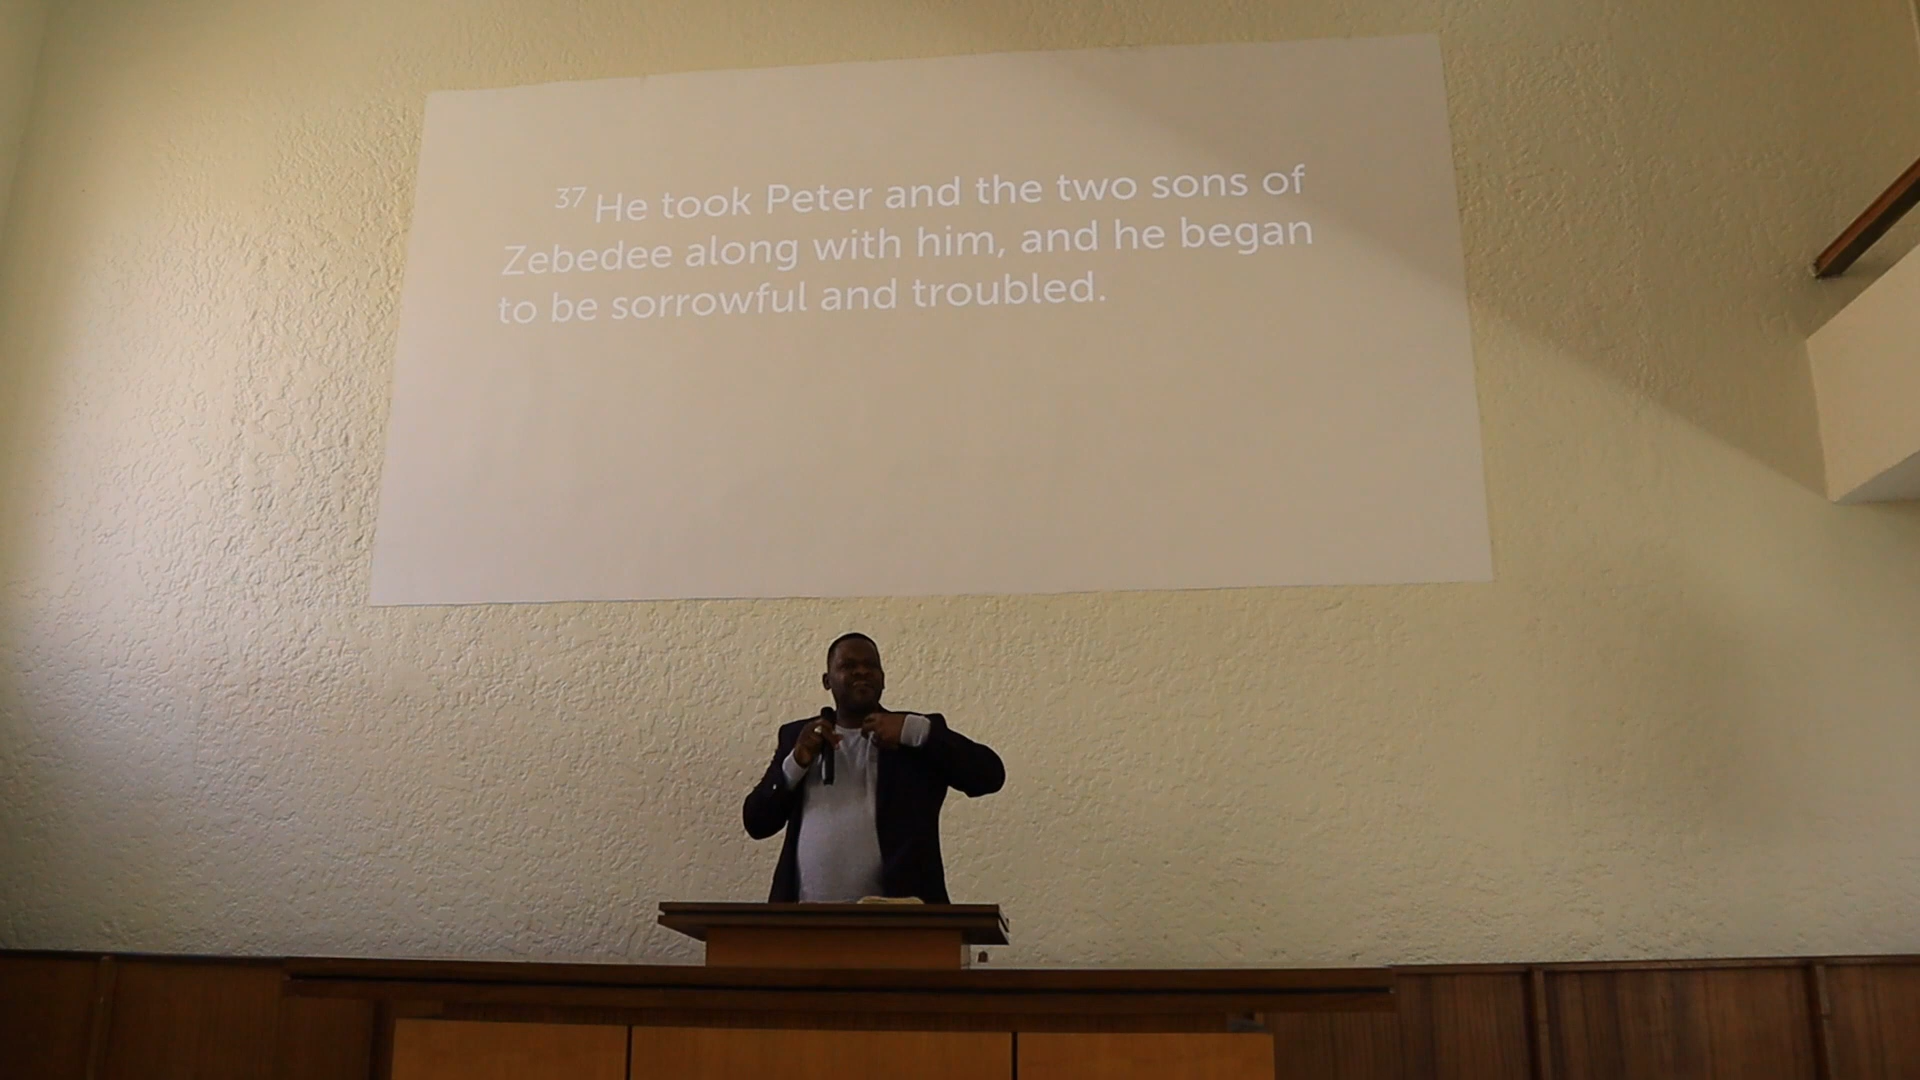 37 He took Peter and the two sons of
Zebedee along with him, and he began
to be sorrowful and troubled.